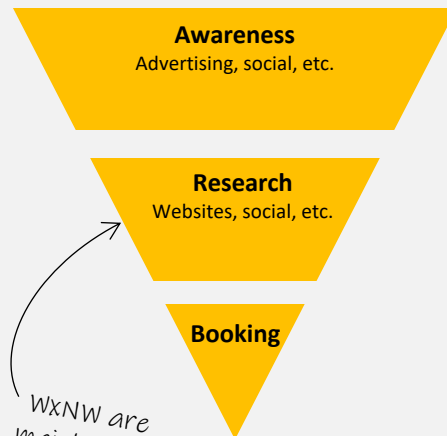 Awareness
Advertising, social, etc.
Research
Websites, social, etc.
Booking
WxNW are